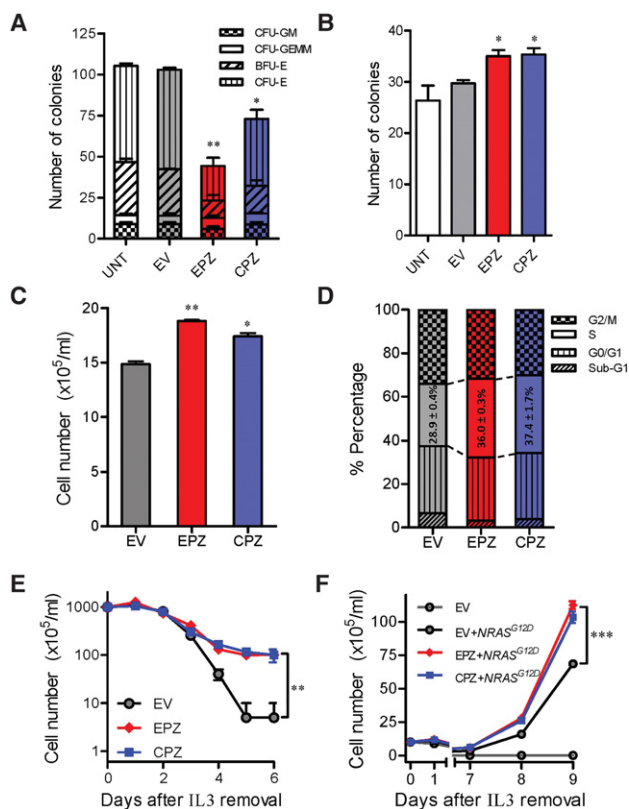 A
Number of colonies
125
100
75
50
25
0
CFU-GM
CFU-GEMM
BFU-E
CFU-E
**
*
UNT
EV
EPZ
CPZ
B
Number of colonies
40
30
20
10
0
*
*
UNT
EV
EPZ
CPZ
C
Cell number (x10⁵/ml)
20
15
10
5
0
**
*
EV
EPZ
CPZ
D
% Percentage
100
80
60
40
20
0
28.9 ± 0.4%
36.0 ± 0.3%
37.4 ± 1.7%
G2/M
S
G0/G1
Sub-G1
EV
EPZ
CPZ
E
Cell number (x10⁵/ml)
1000
100
10
1
EV
EPZ
CPZ
**
0
2
4
6
Days after IL3 removal
F
Cell number (x10⁵/ml)
125
100
75
50
25
0
EV
EV+NRASᴳ¹²ᴰ
EPZ+NRASᴳ¹²ᴰ
CPZ+NRASᴳ¹²ᴰ
***
0
1
7
8
9
Days after IL3 removal